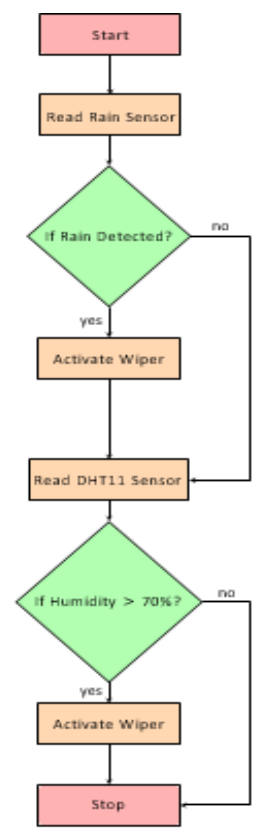 Start
Read Rain Sensor
If Rain Detected?
no
yes
Activate Wiper
Read DHT11 Sensor
If Humidity > 70%?
no
yes
Activate Wiper
Stop